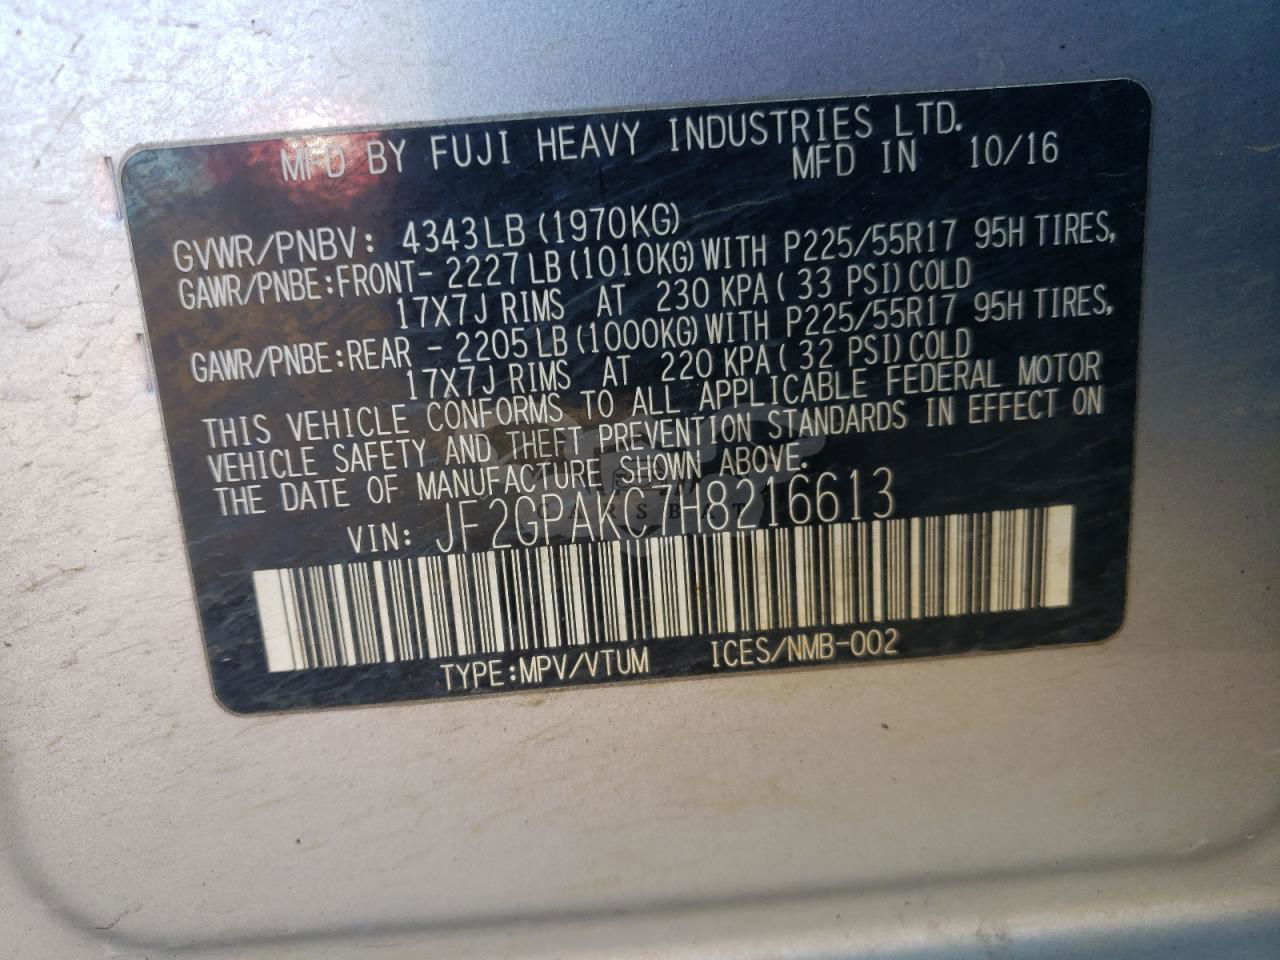 MFD BY FUJI HEAVY INDUSTRIES LTD.
MFD IN 10/16
GVWR/PNBV: 4343LB (1970KG)
GAWR/PNBE:FRONT- 2227LB (1010KG) WITH P225/55R17 95H TIRES,
17X7J RIMS AT 230 KPA ( 33 PSI) COLD
GAWR/PNBE:REAR - 2205LB (1000KG) WITH P225/55R17 95H TIRES,
17X7J RIMS AT 220 KPA ( 32 PSI) COLD
THIS VEHICLE CONFORMS TO ALL APPLICABLE FEDERAL MOTOR
VEHICLE SAFETY AND THEFT PREVENTION STANDARDS IN EFFECT ON
THE DATE OF MANUFACTURE SHOWN ABOVE.
VIN: JF2GPAKC7H8216613
TYPE:MPV/VTUM ICES/NMB-002